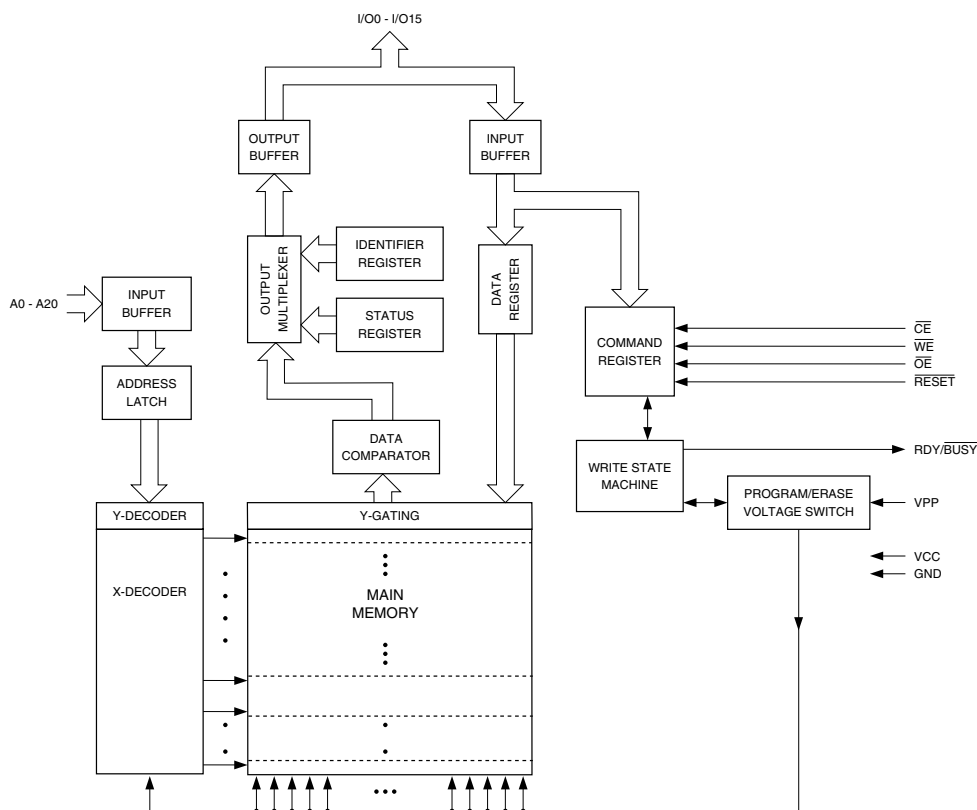 I/O0 - I/O15
OUTPUT
BUFFER
INPUT
BUFFER
OUTPUT
MULTIPLEXER
IDENTIFIER
REGISTER
STATUS
REGISTER
DATA
REGISTER
A0 - A20
INPUT
BUFFER
ADDRESS
LATCH
COMMAND
REGISTER
CE
WE
OE
RESET
DATA
COMPARATOR
WRITE STATE
MACHINE
RDY/BUSY
PROGRAM/ERASE
VOLTAGE SWITCH
VPP
VCC
GND
Y-DECODER
Y-GATING
X-DECODER
MAIN
MEMORY